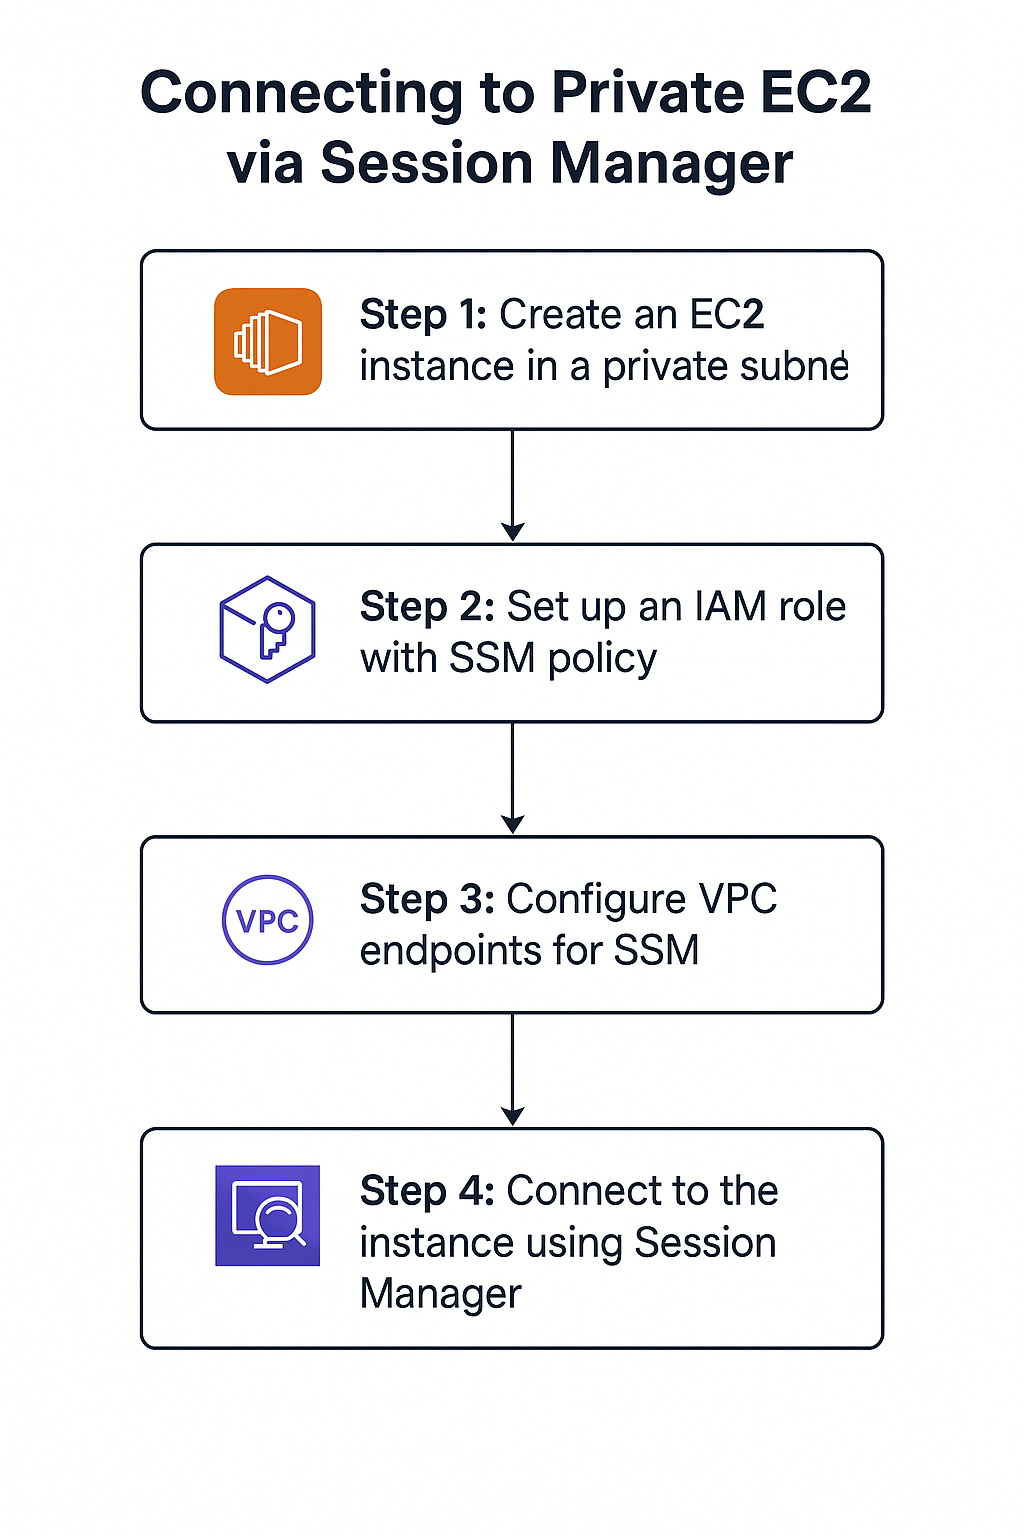 Connecting to Private EC2
via Session Manager
Step 1: Create an EC2
instance in a private subne
Step 2: Set up an IAM role
with SSM policy
VPC
Step 3: Configure VPC
endpoints for SSM
Step 4: Connect to the
instance using Session
Manager